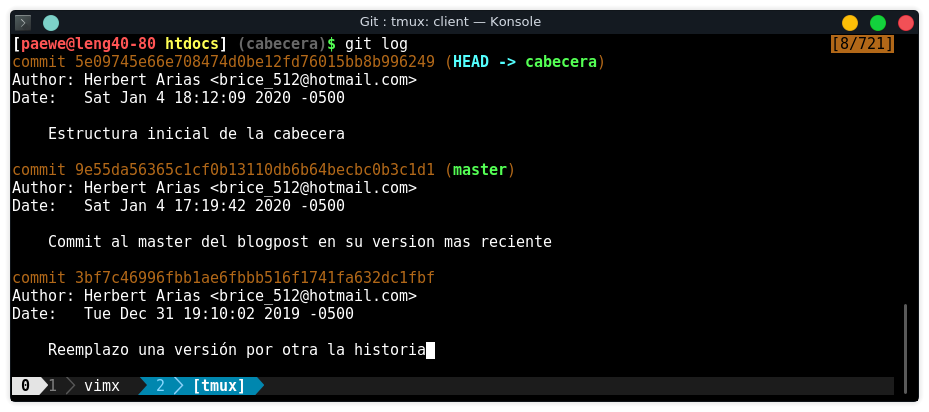 Git : tmux: client — Konsole
[paewe@leng40-80 htdocs] (cabecera)$ git log [8/721]
commit 5e09745e66e708474d0be12fd76015bb8b996249 (HEAD -> cabecera)
Author: Herbert Arias <brice_512@hotmail.com>
Date:   Sat Jan 4 18:12:09 2020 -0500
Estructura inicial de la cabecera
commit 9e55da56365c1cf0b13110db6b64becbc0b3c1d1 (master)
Author: Herbert Arias <brice_512@hotmail.com>
Date:   Sat Jan 4 17:19:42 2020 -0500
Commit al master del blogpost en su version mas reciente
commit 3bf7c46996fbb1ae6fbbb516f1741fa632dc1fbf
Author: Herbert Arias <brice_512@hotmail.com>
Date:   Tue Dec 31 19:10:02 2019 -0500
Reemplazo una versión por otra la historia
0 1 vimx 2 [tmux]